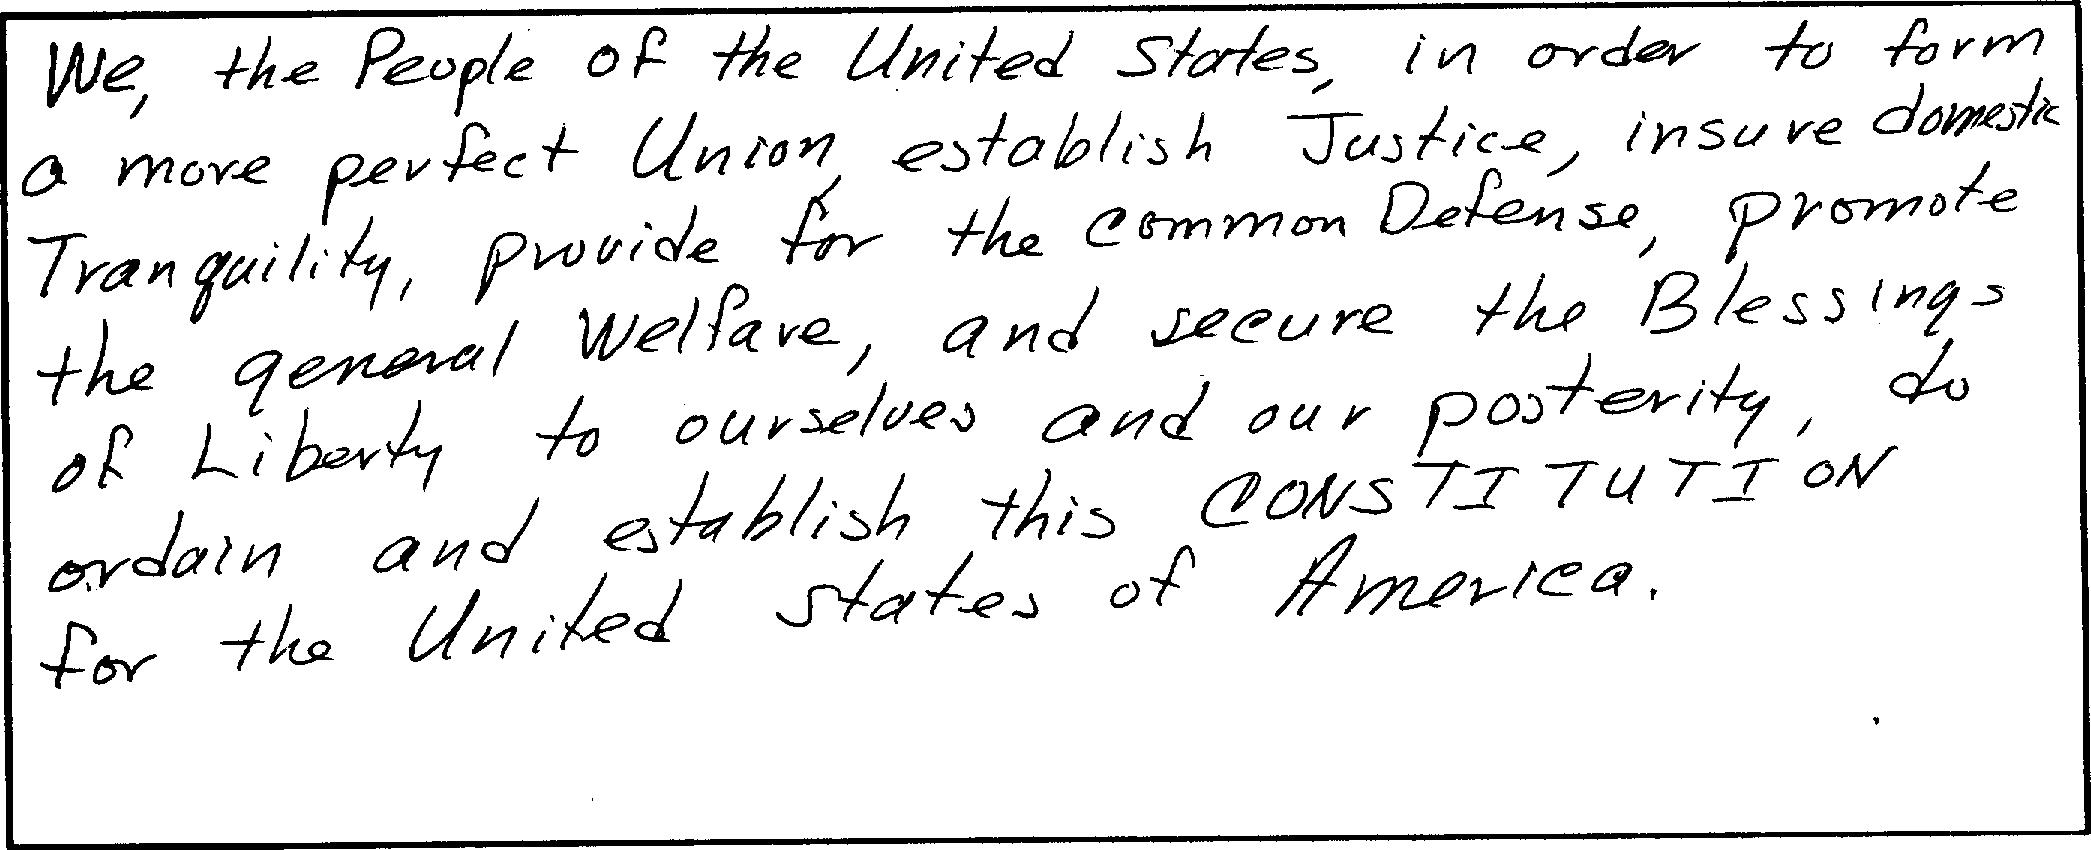 We, the People of the United States, in order to form
a more perfect Union, establish Justice, insure domestic
Tranquility, provide for the common Defense, promote
the general Welfare, and secure the Blessings
of Liberty to ourselves and our posterity, do
ordain and establish this CONSTITUTION
for the United states of America.